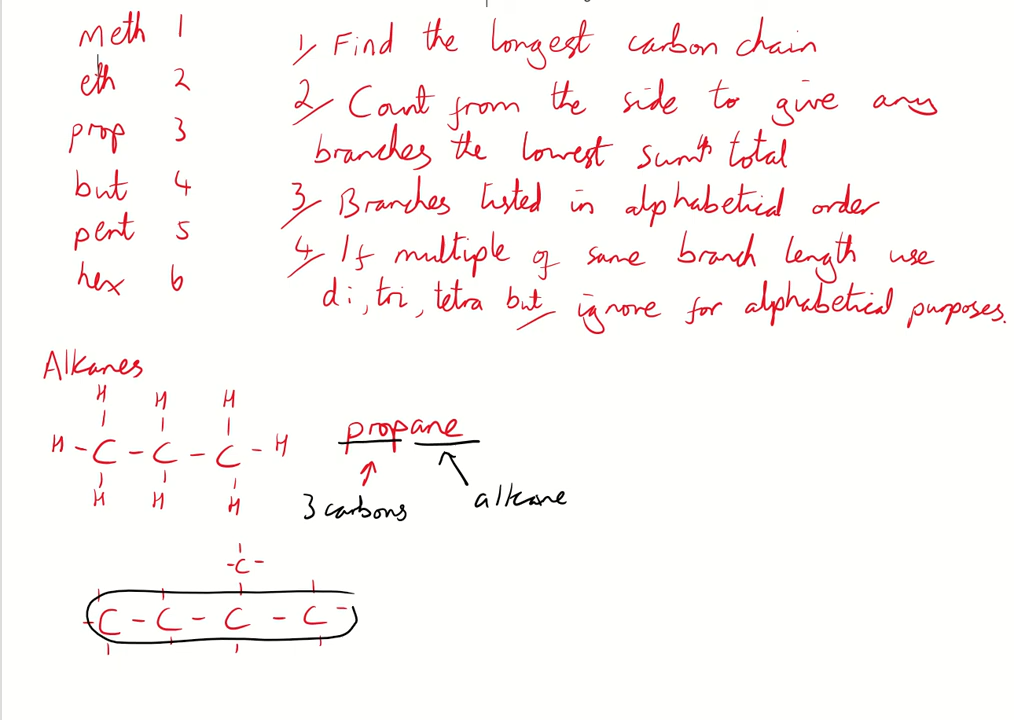 meth 1
eth 2
prop 3
but 4
pent 5
hex 6
1/ Find the longest carbon chain
2/ Count from the side to give any
branches the lowest sum total
3/ Branches listed in alphabetical order
4/ If multiple of same branch length use
di, tri, tetra but ignore for alphabetical purposes.
Alkanes
H H H
H - C - C - C - H
H H H
propane
3 carbons
alkane
- C -
- C - C - C - C -